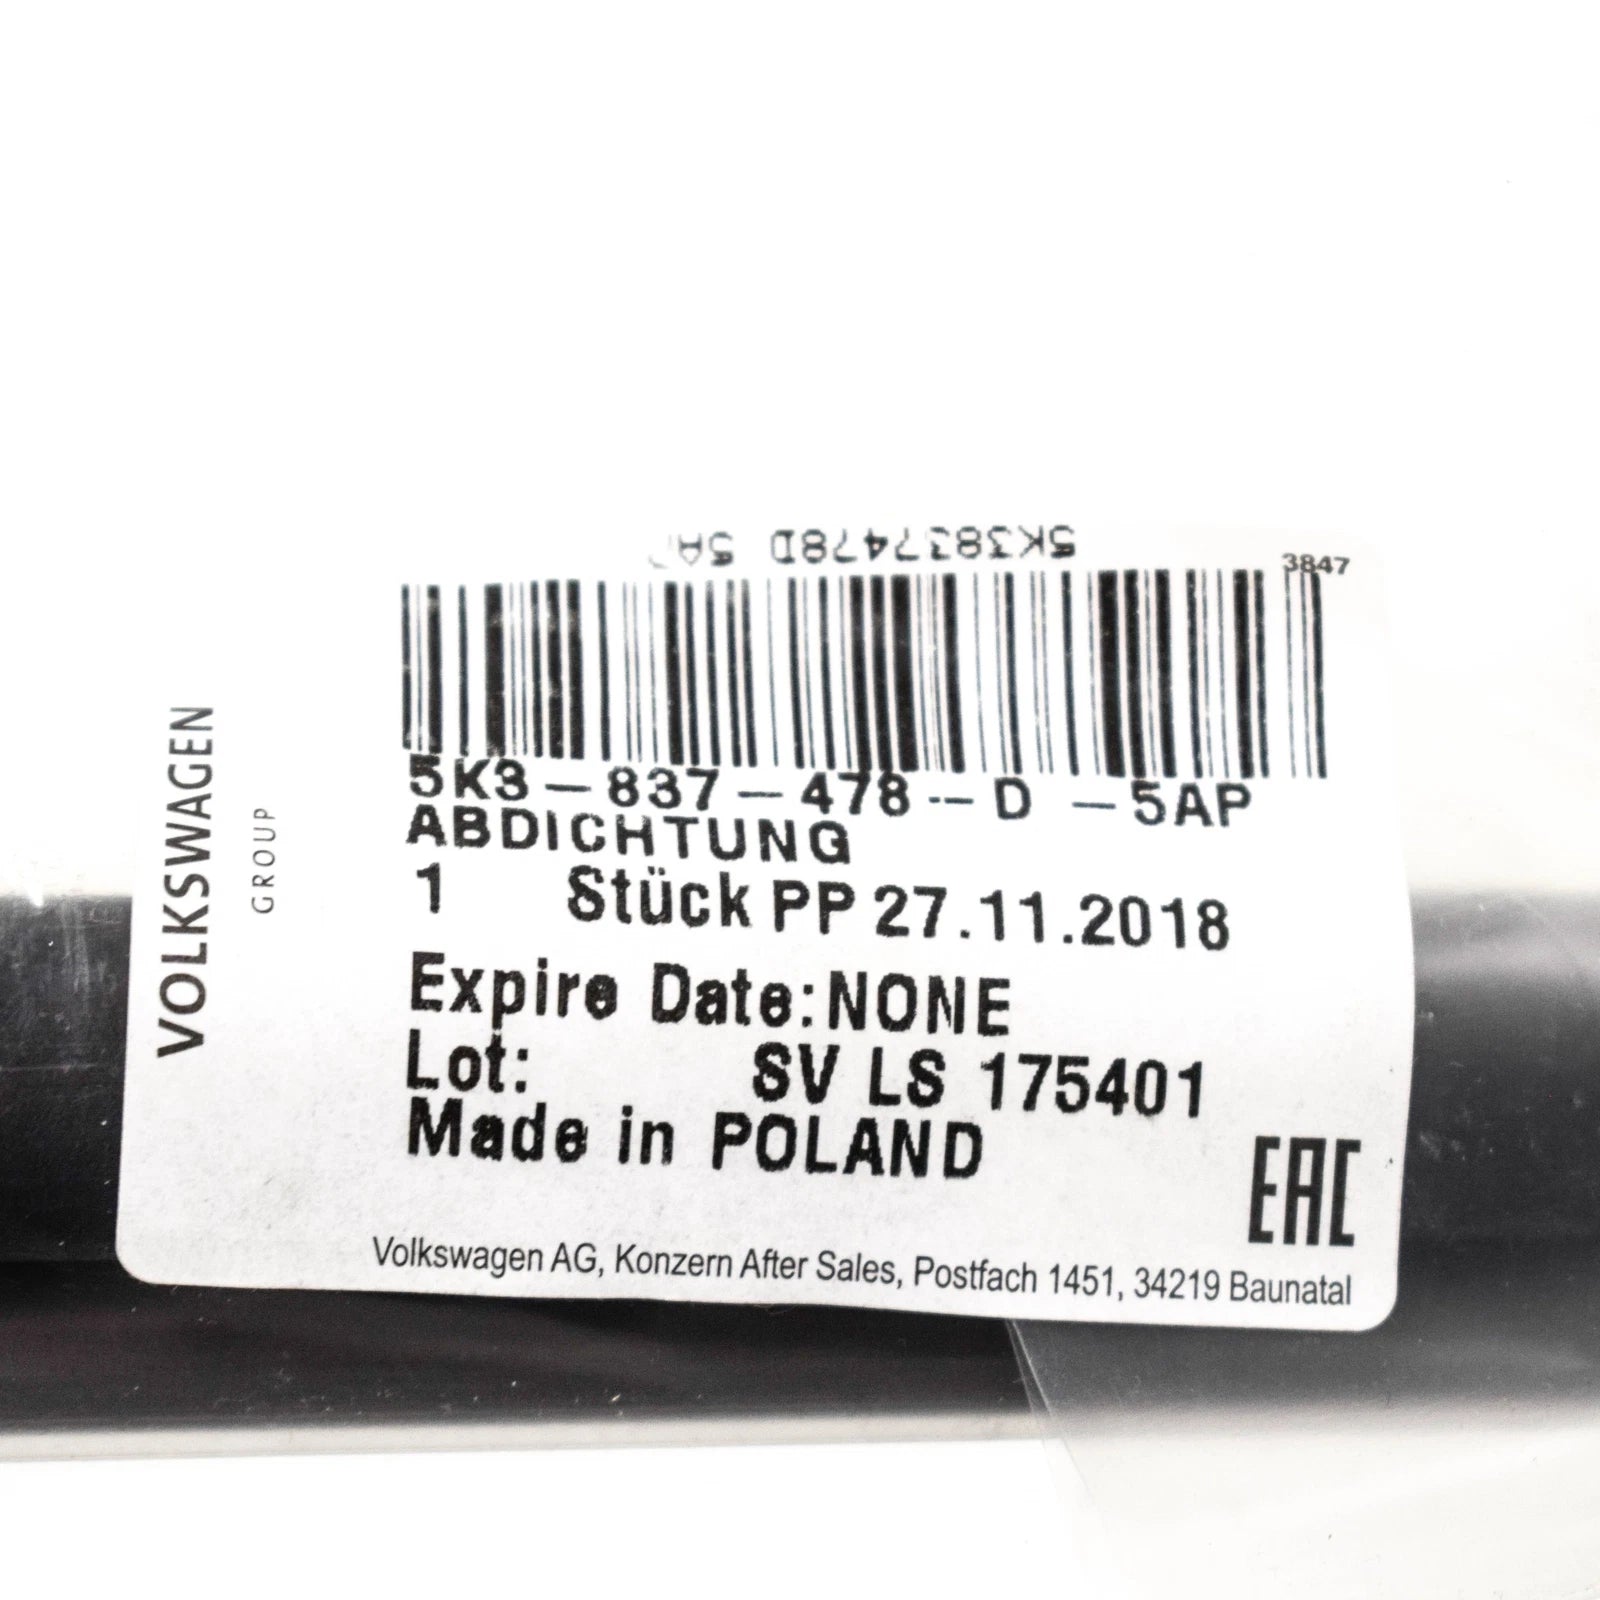 5K3837478D 5AP
3847
5K3-837-478--D -5AP
ABDICHTUNG
1 Stück PP 27.11.2018
Expire Date:NONE
Lot: SV LS 175401
Made in POLAND
EAC
Volkswagen AG, Konzern After Sales, Postfach 1451, 34219 Baunatal
VOLKSWAGEN
GROUP